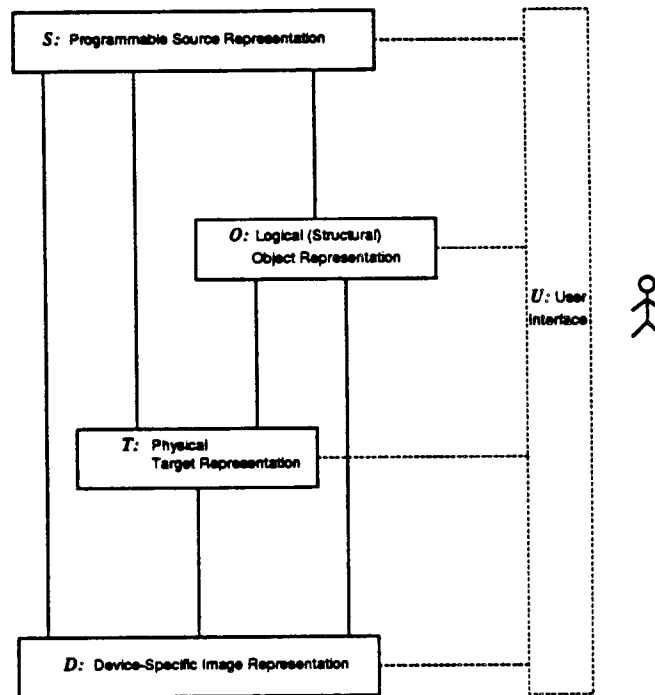 S: Programmable Source Representation
O: Logical (Structural)
Object Representation
U: User
Interface
T: Physical
Target Representation
D: Device-Specific Image Representation